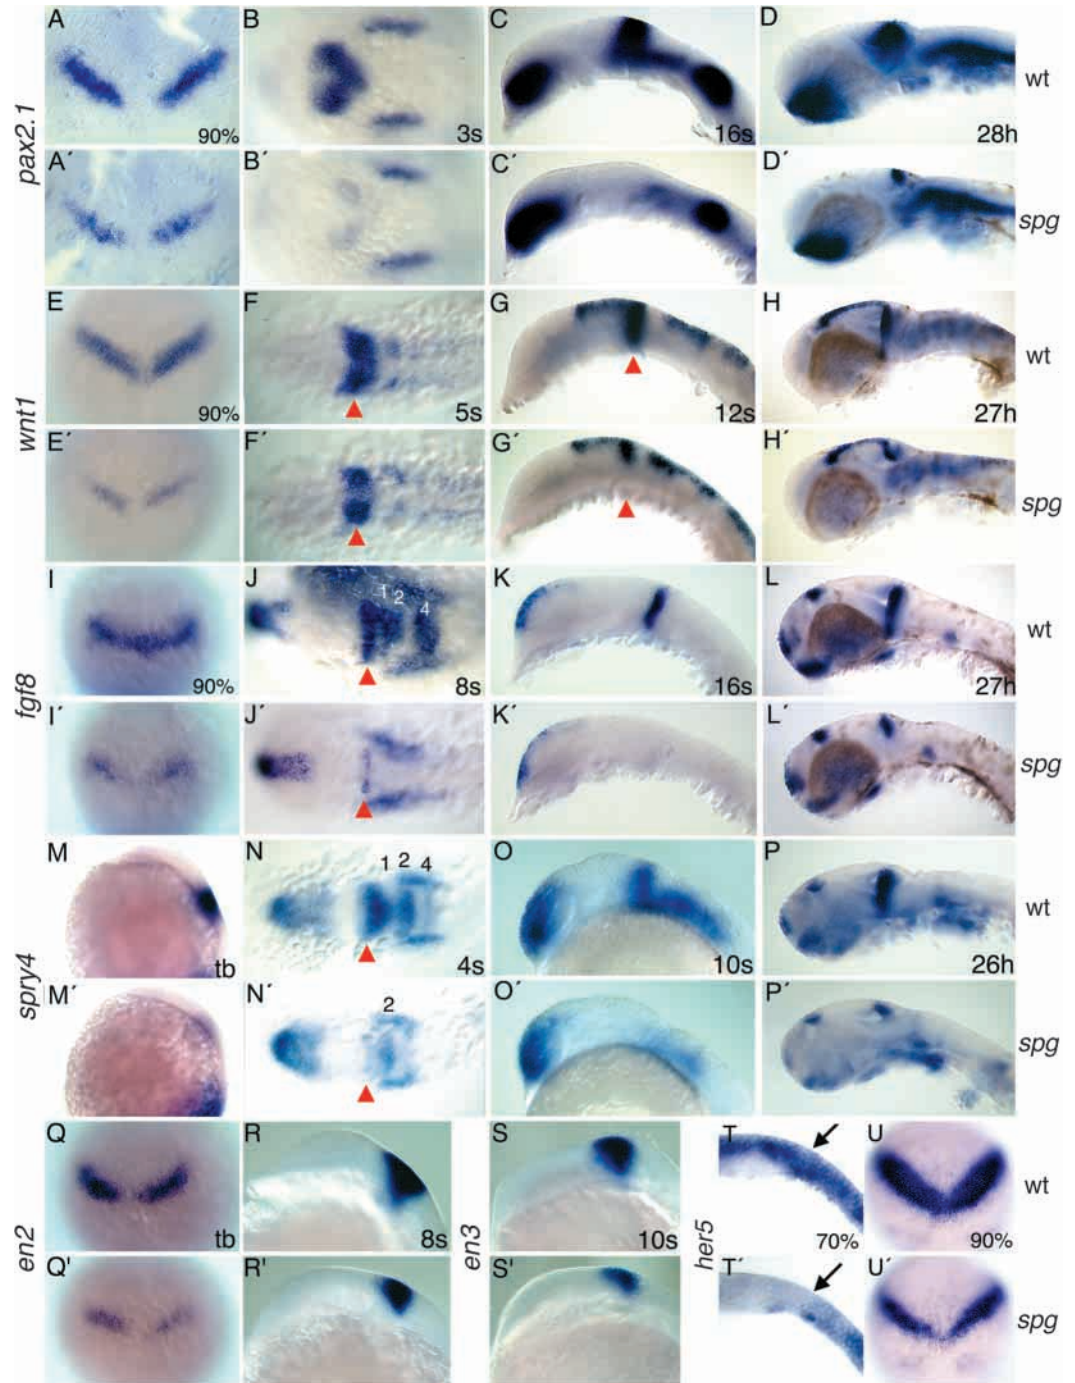 A B C D
pax2.1 90% 3s 16s 28h wt
A´ B´ C´ D´
spg
E F G H
wnt1 90% 5s 12s 27h wt
E´ F´ G´ H´
spg
I J 1 2 4 K L
fgf8 90% 8s 16s 27h wt
I´ J´ K´ L´
spg
M N 1 2 4 O P
spry4 tb 4s 10s 26h wt
M´ N´ 2 O´ P´
spg
Q R S T U
en2 tb 8s en3 10s her5 70% 90% wt
Q' R' S' T´ U´
spg